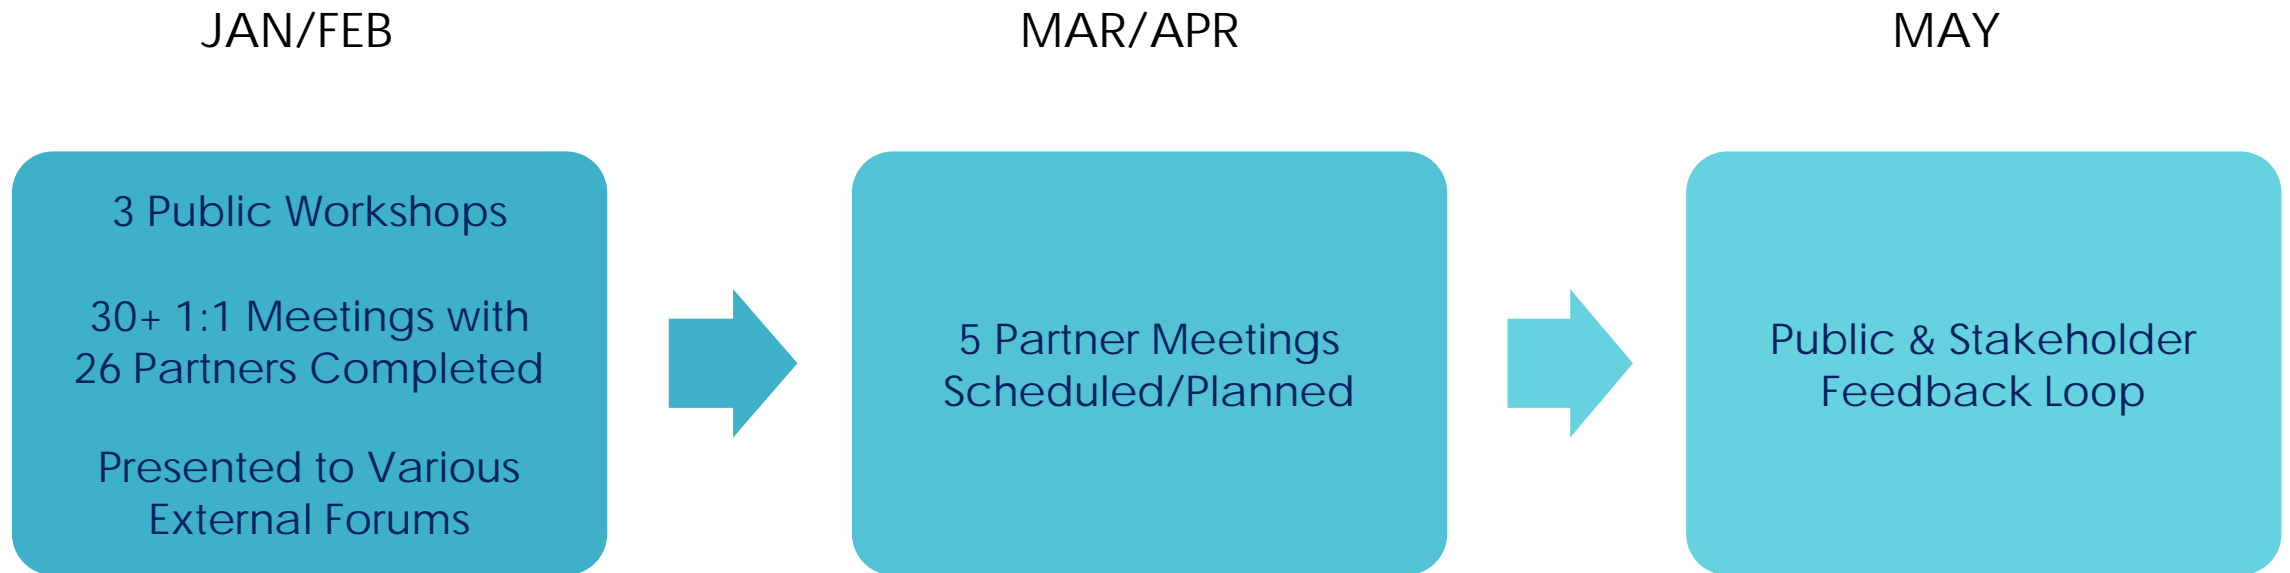 JAN/FEB
MAR/APR
MAY
3 Public Workshops
30+ 1:1 Meetings with
26 Partners Completed
Presented to Various
External Forums
5 Partner Meetings
Scheduled/Planned
Public & Stakeholder
Feedback Loop